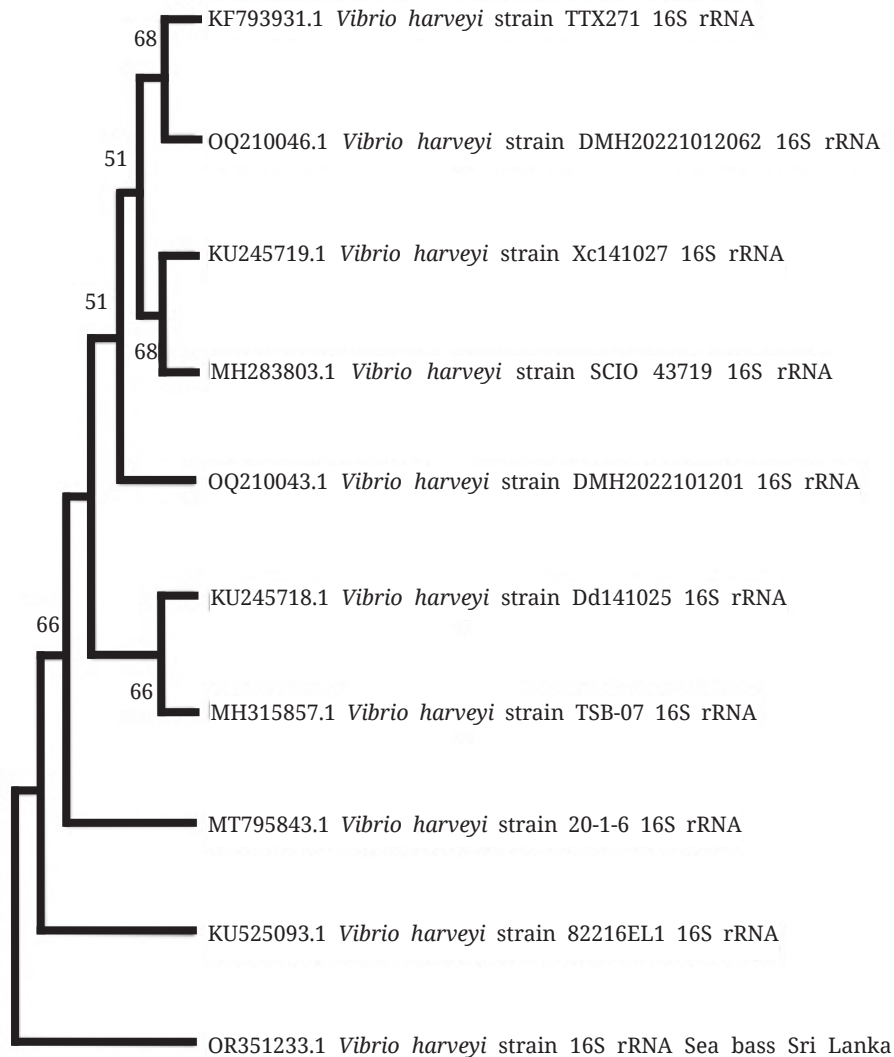 KF793931.1 Vibrio harveyi strain TTX271 16S rRNA
68
OQ210046.1 Vibrio harveyi strain DMH20221012062 16S rRNA
51
KU245719.1 Vibrio harveyi strain Xc141027 16S rRNA
51
68
MH283803.1 Vibrio harveyi strain SCIO 43719 16S rRNA
OQ210043.1 Vibrio harveyi strain DMH2022101201 16S rRNA
KU245718.1 Vibrio harveyi strain Dd141025 16S rRNA
66
66
MH315857.1 Vibrio harveyi strain TSB-07 16S rRNA
MT795843.1 Vibrio harveyi strain 20-1-6 16S rRNA
KU525093.1 Vibrio harveyi strain 82216EL1 16S rRNA
OR351233.1 Vibrio harveyi strain 16S rRNA Sea bass Sri Lanka